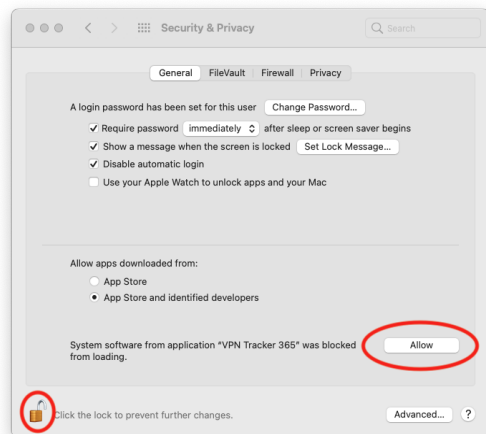 Security & Privacy
Search
General FileVault Firewall Privacy
A login password has been set for this user Change Password...
Require password immediately after sleep or screen saver begins
Show a message when the screen is locked Set Lock Message...
Disable automatic login
Use your Apple Watch to unlock apps and your Mac
Allow apps downloaded from:
App Store
App Store and identified developers
System software from application “VPN Tracker 365” was blocked
from loading.
Allow
Click the lock to prevent further changes.
Advanced... ?